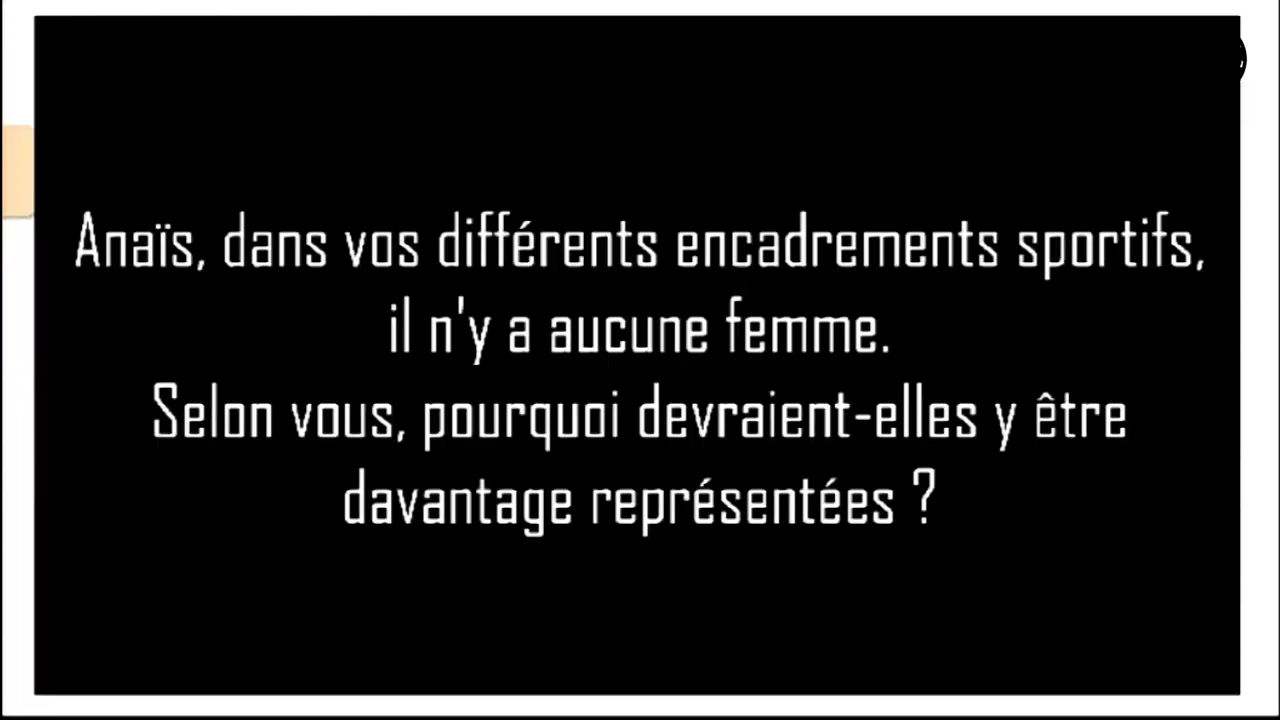 Anaïs, dans vos différents encadrements sportifs,
il n'y a aucune femme.
Selon vous, pourquoi devraient-elles y être
davantage représentées ?